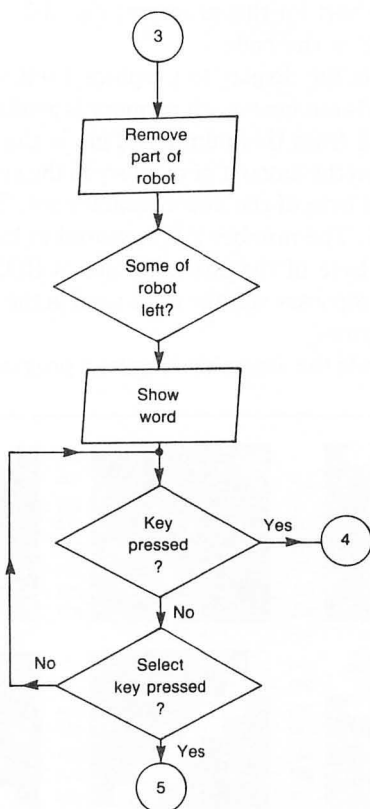 3
Remove
part of
robot
Some of
robot
left?
Show
word
Key
pressed
?
Yes
4
No
No
Select
key pressed
?
Yes
5